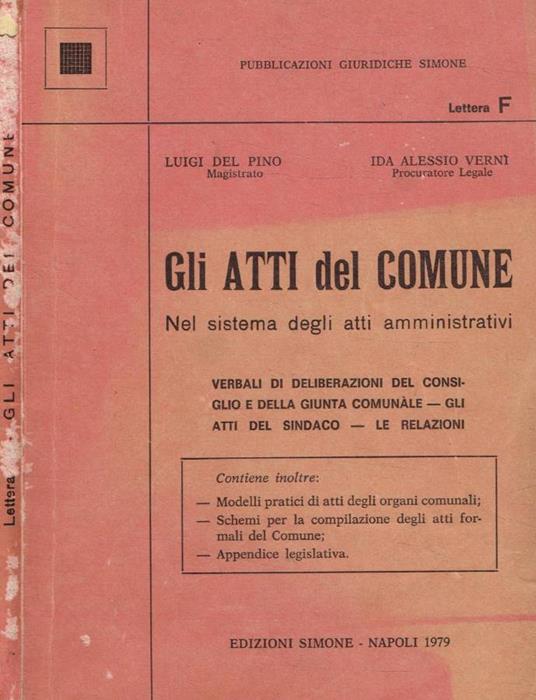 PUBBLICAZIONI GIURIDICHE SIMONE
Lettera F
LUIGI DEL PINO
Magistrato
IDA ALESSIO VERNÌ
Procuratore Legale
Gli ATTI del COMUNE
Nel sistema degli atti amministrativi
VERBALI DI DELIBERAZIONI DEL CONSI-
GLIO E DELLA GIUNTA COMUNÀLE — GLI
ATTI DEL SINDACO — LE RELAZIONI
Contiene inoltre:
— Modelli pratici di atti degli organi comunali;
— Schemi per la compilazione degli atti for-
mali del Comune;
— Appendice legislativa.
EDIZIONI SIMONE - NAPOLI 1979
Lettera GLI ATTI DEL COMUNE